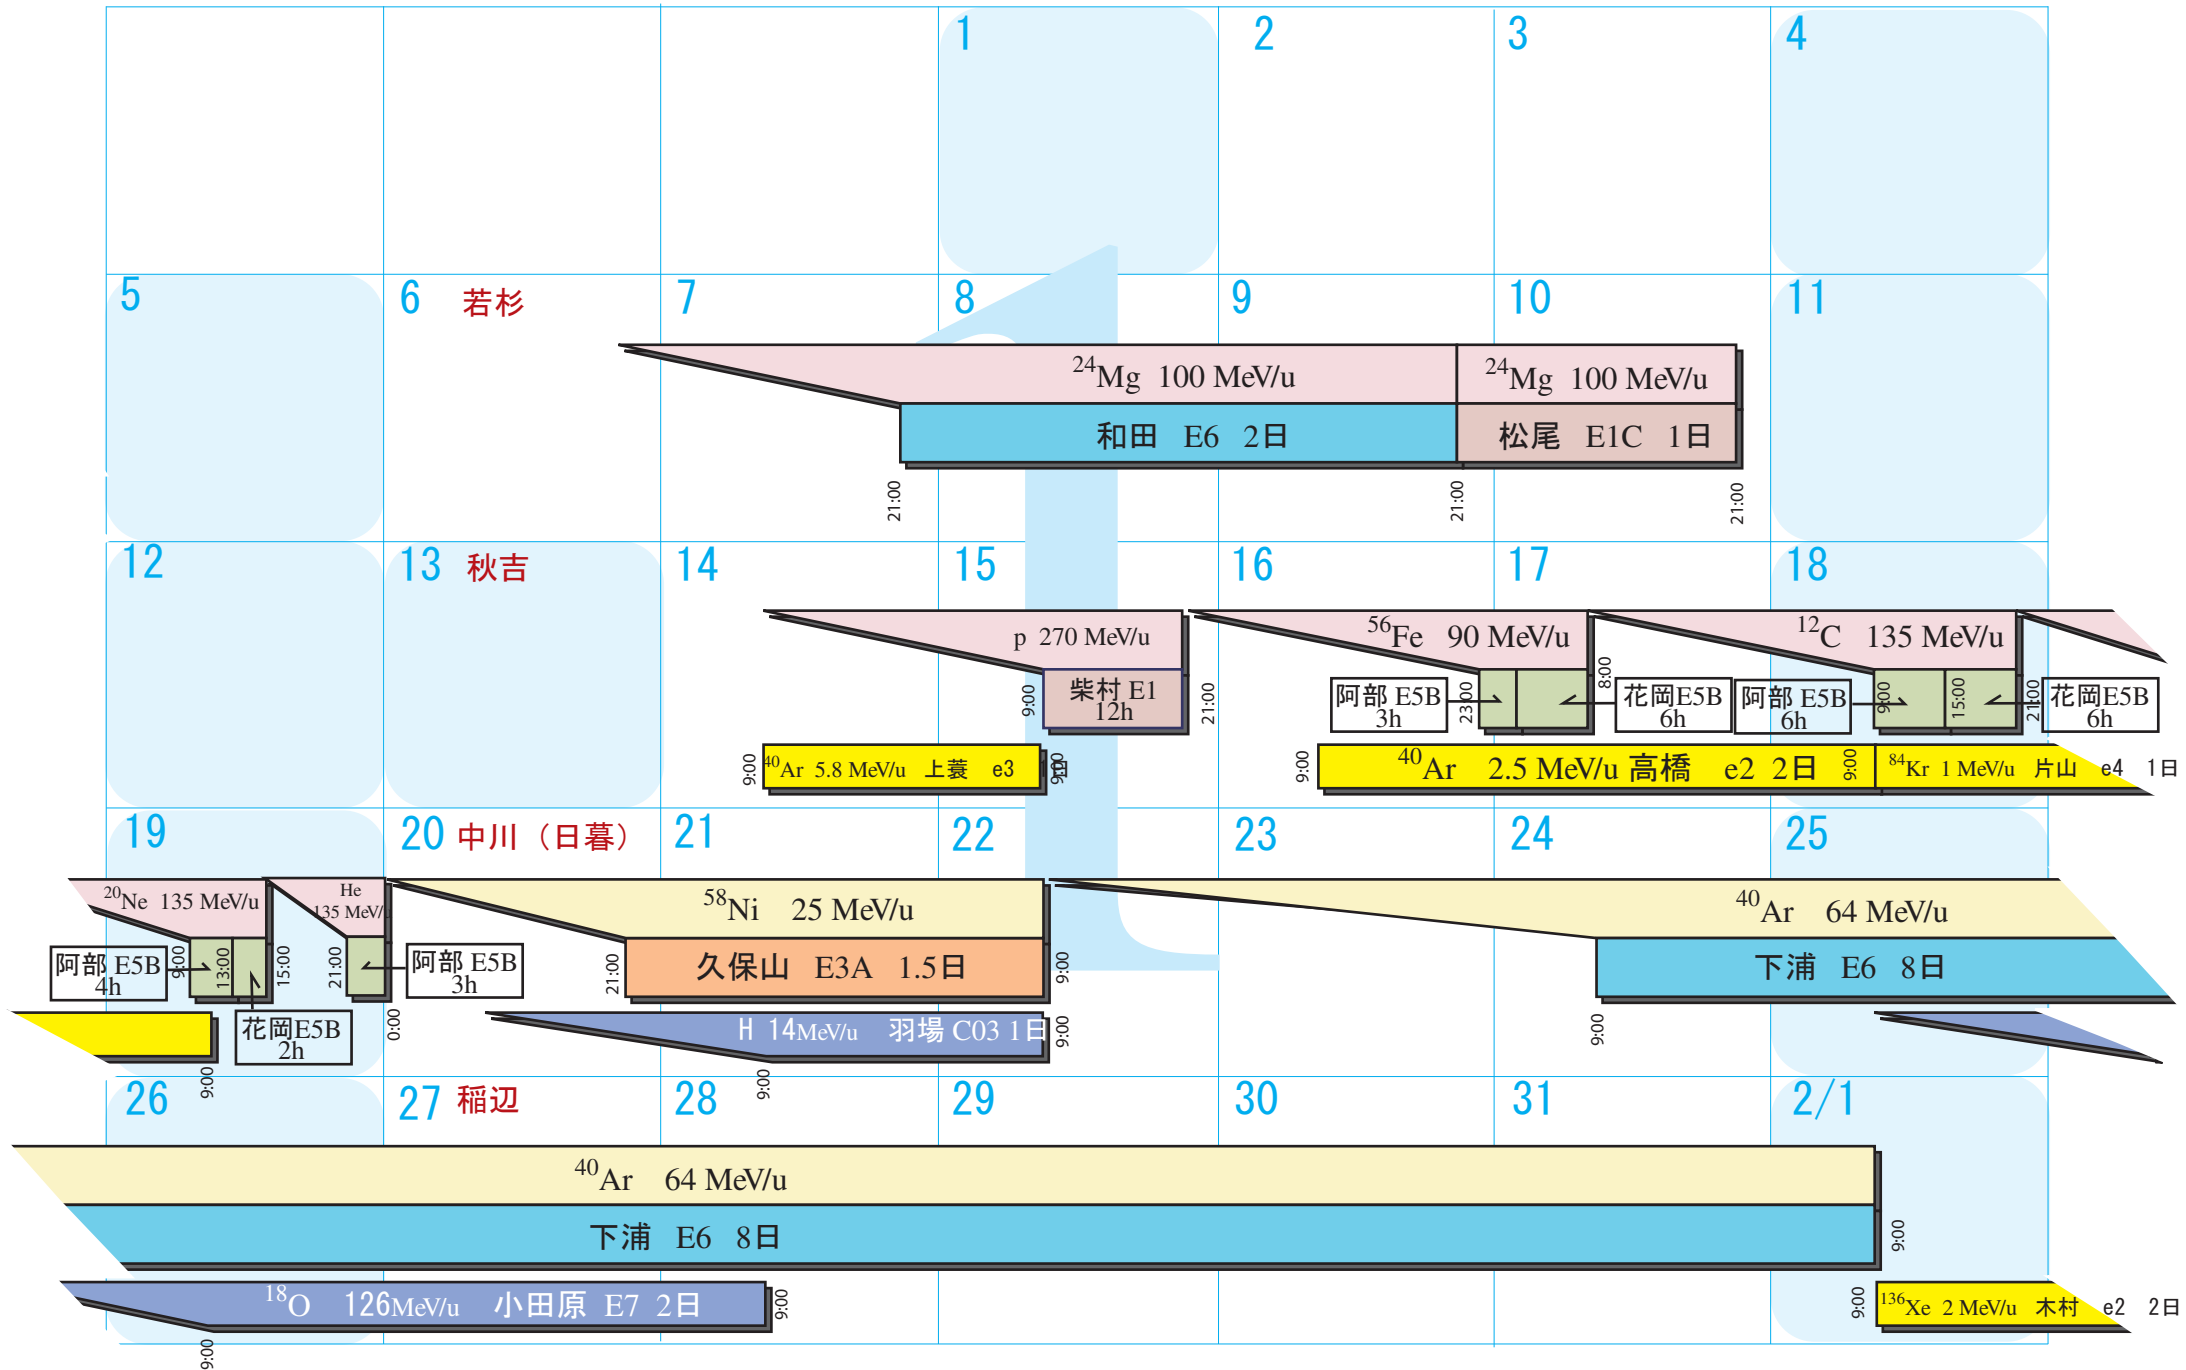 1
2
3
4
5
6 若杉
7
8
9
10
11
24Mg 100 MeV/u
24Mg 100 MeV/u
和田 E6 2日
松尾 E1C 1日
21:00
21:00
21:00
12
13 秋吉
14
15
16
17
18
p 270 MeV/u
56Fe 90 MeV/u
12C 135 MeV/u
9:00
柴村 E1
12h
21:00
阿部 E5B
3h
23:00
8:00
花岡E5B
6h
阿部 E5B
6h
9:00
15:00
21:00
花岡E5B
6h
9:00
40Ar 5.8 MeV/u 上蓑 e3 1日
9:00
9:00
40Ar 2.5 MeV/u 高橋 e2 2日
9:00
84Kr 1 MeV/u 片山 e4 1日
19
20 中川（日暮）
21
22
23
24
25
20Ne 135 MeV/u
He
135 MeV/u
58Ni 25 MeV/u
40Ar 64 MeV/u
阿部 E5B
4h
9:00
13:00
15:00
21:00
阿部 E5B
3h
21:00
久保山 E3A 1.5日
9:00
下浦 E6 8日
花岡E5B
2h
0:00
H 14MeV/u 羽場 C03 1日
9:00
9:00
9:00
9:00
26
27 稲辺
28
29
30
31
2/1
40Ar 64 MeV/u
下浦 E6 8日
9:00
18O 126MeV/u 小田原 E7 2日
9:00
9:00
136Xe 2 MeV/u 木村 e2 2日
9:00